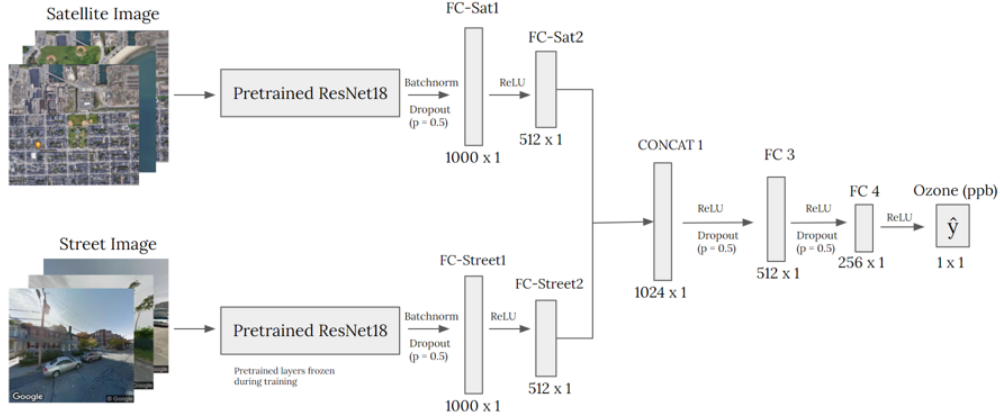 Satellite Image
FC-Sat1
FC-Sat2
Pretrained ResNet18
Batchnorm
Dropout
(p = 0.5)
ReLU
1000 x 1
512 x 1
CONCAT 1
FC 3
FC 4
Ozone (ppb)
ReLU
Dropout
(p = 0.5)
ReLU
Dropout
(p = 0.5)
ReLU
ŷ
1024 x 1
512 x 1
256 x 1
1 x 1
Street Image
FC-Street1
FC-Street2
Pretrained ResNet18
Batchnorm
Dropout
(p = 0.5)
ReLU
Pretrained layers frozen
during training
1000 x 1
512 x 1
Google
© Google